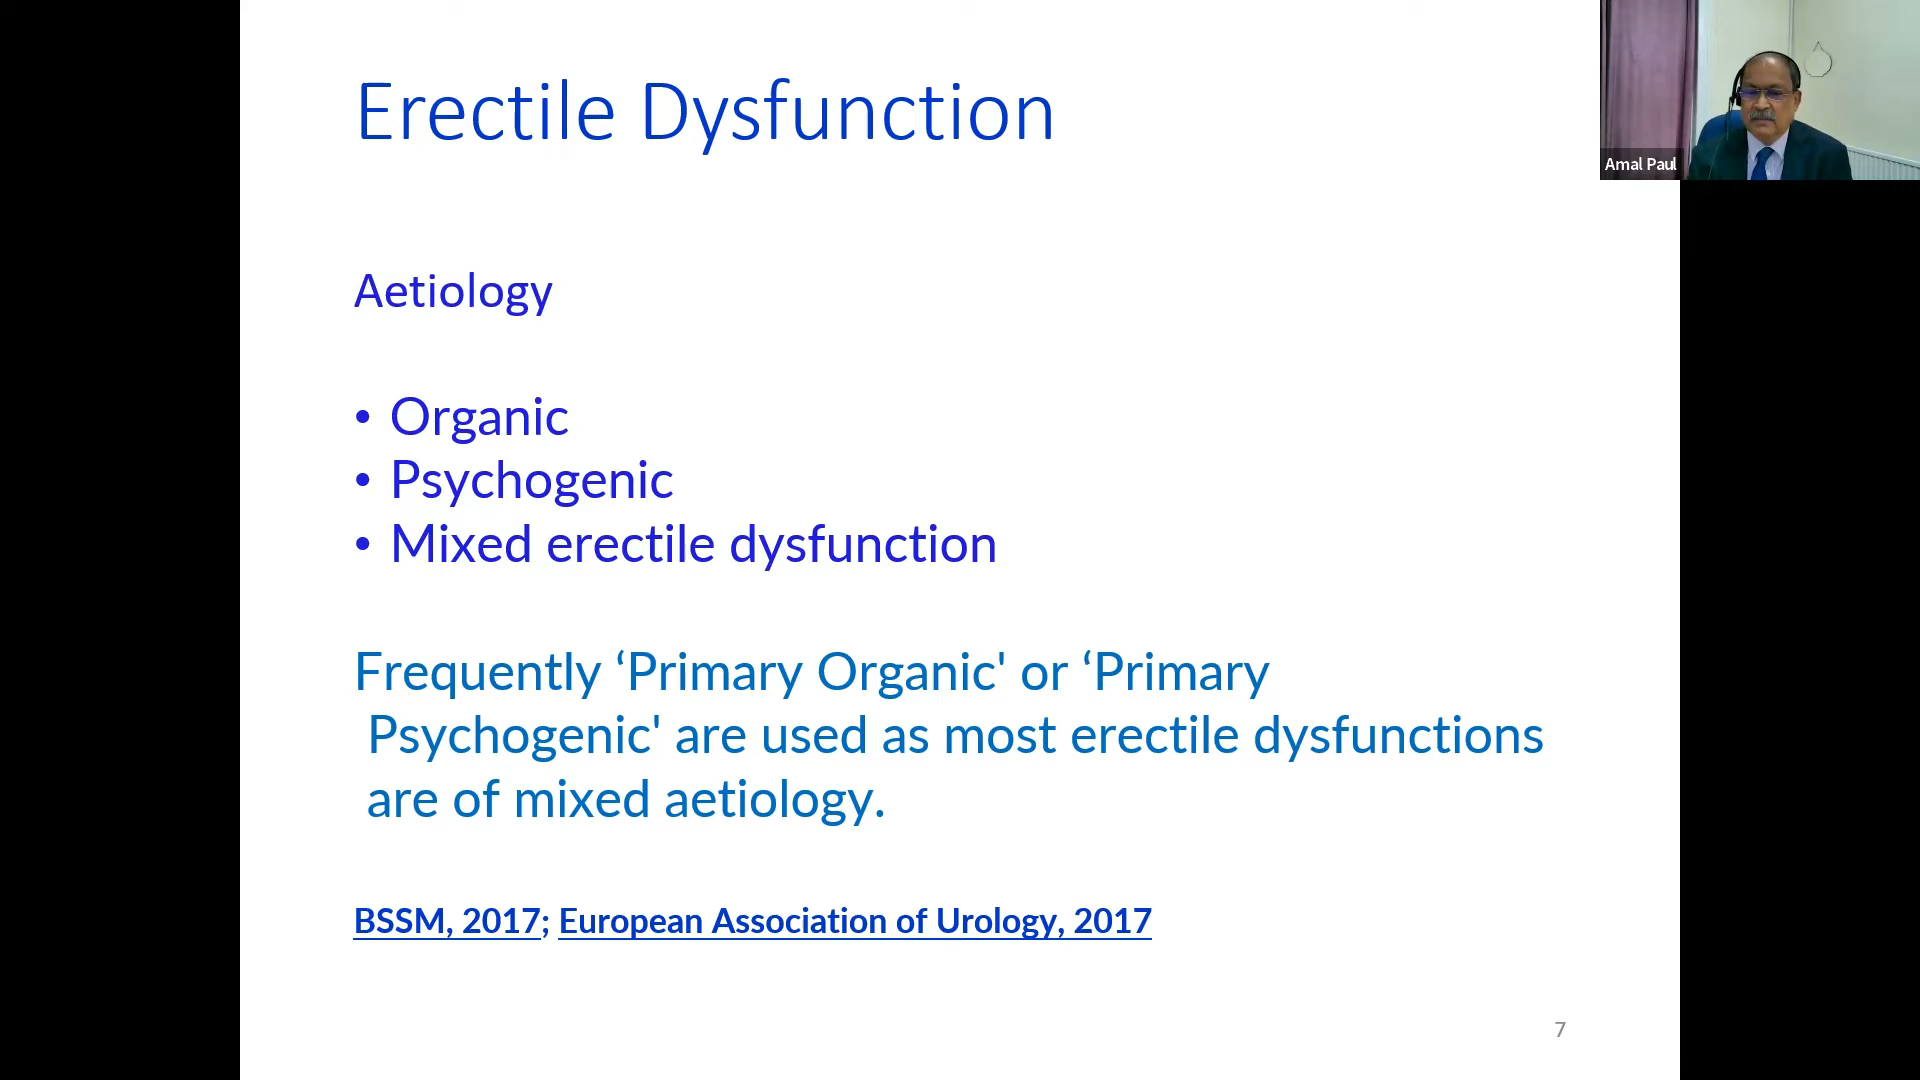 Erectile Dysfunction
Amal Paul
Aetiology
• Organic
• Psychogenic
• Mixed erectile dysfunction
Frequently ‘Primary Organic' or ‘Primary
Psychogenic' are used as most erectile dysfunctions
are of mixed aetiology.
BSSM, 2017; European Association of Urology, 2017
7